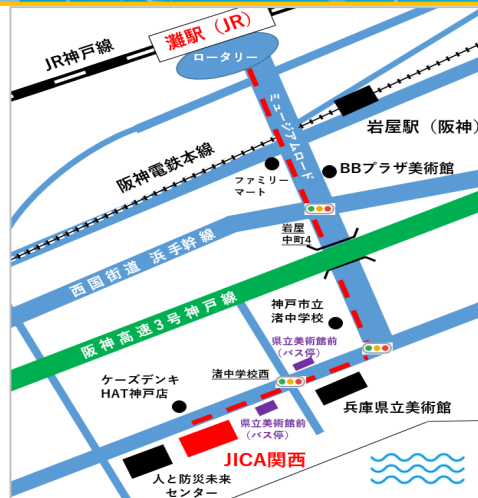 灘駅（JR）
JR神戸線
ロータリー
ミュージアムロード
岩屋駅（阪神）
阪神電鉄本線
ファミリー
マート
BBプラザ美術館
岩屋
中町4
西国街道 浜手幹線
阪神高速3号神戸線
神戸市立
渚中学校
県立美術館前
（バス停）
渚中学校西
ケーズデンキ
HAT神戸店
兵庫県立美術館
県立美術館前
（バス停）
JICA関西
人と防災未来
センター